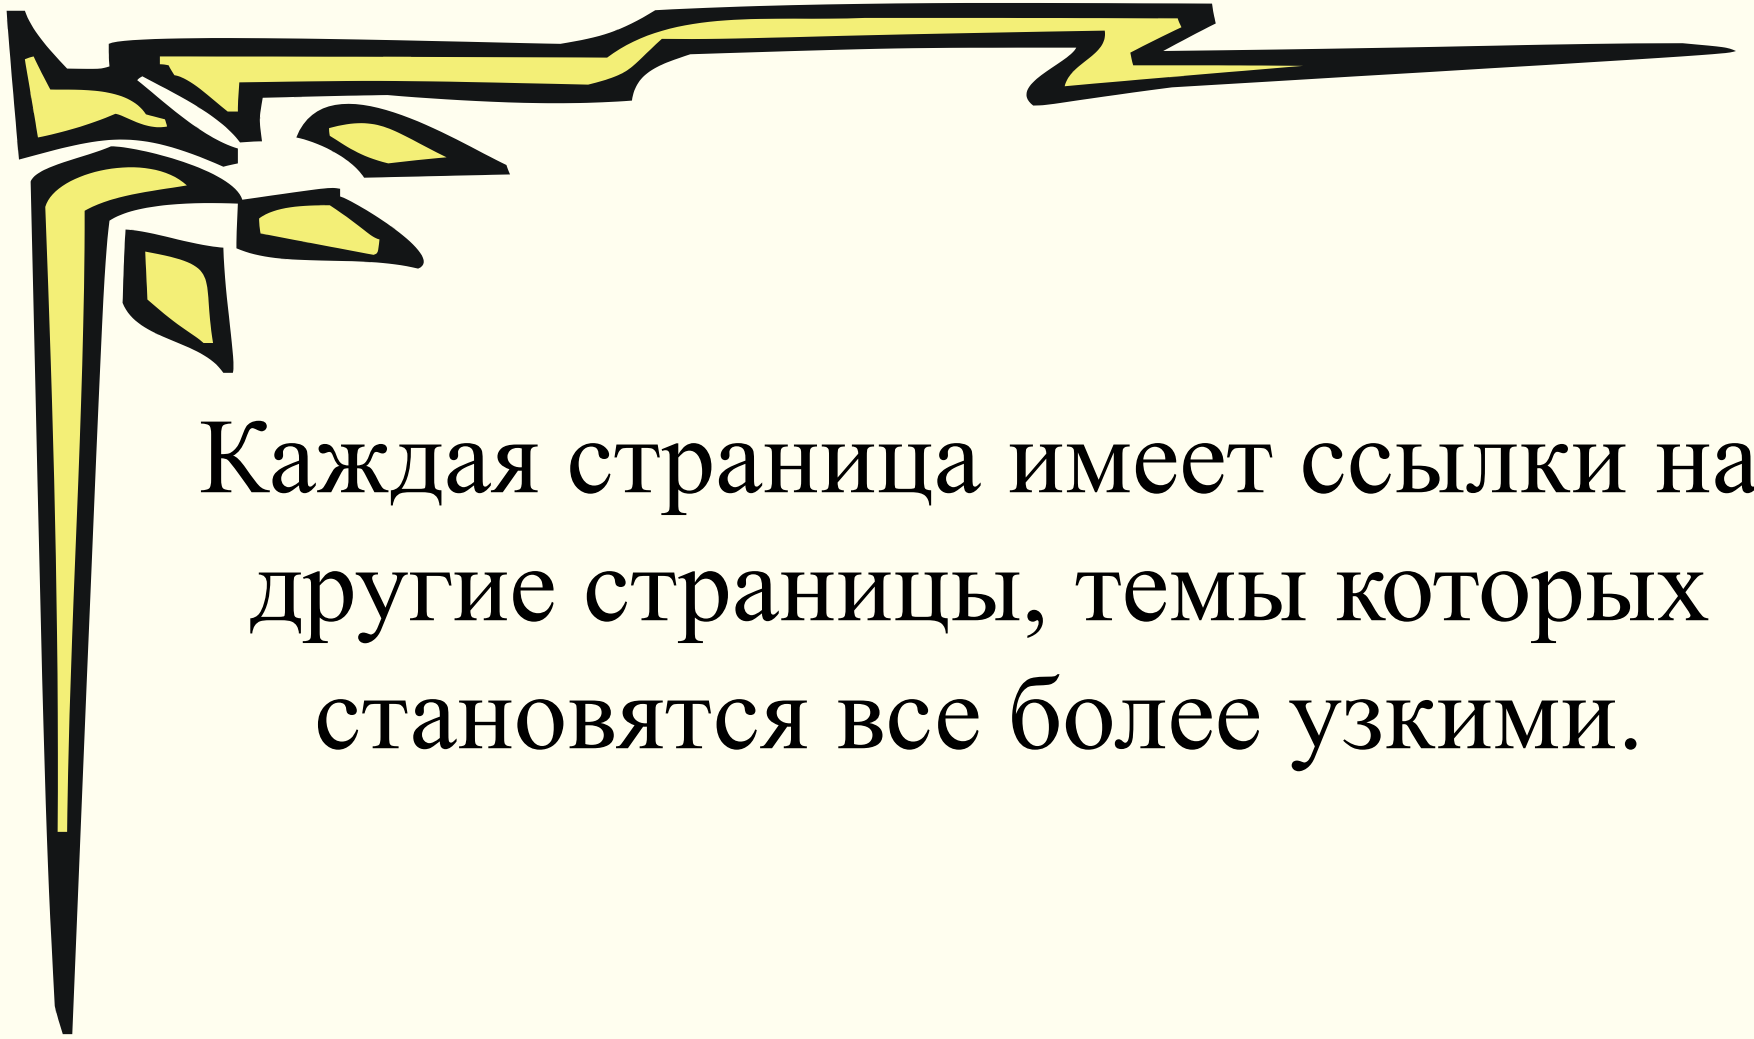 Каждая страница имеет ссылки на
другие страницы, темы которых
становятся все более узкими.